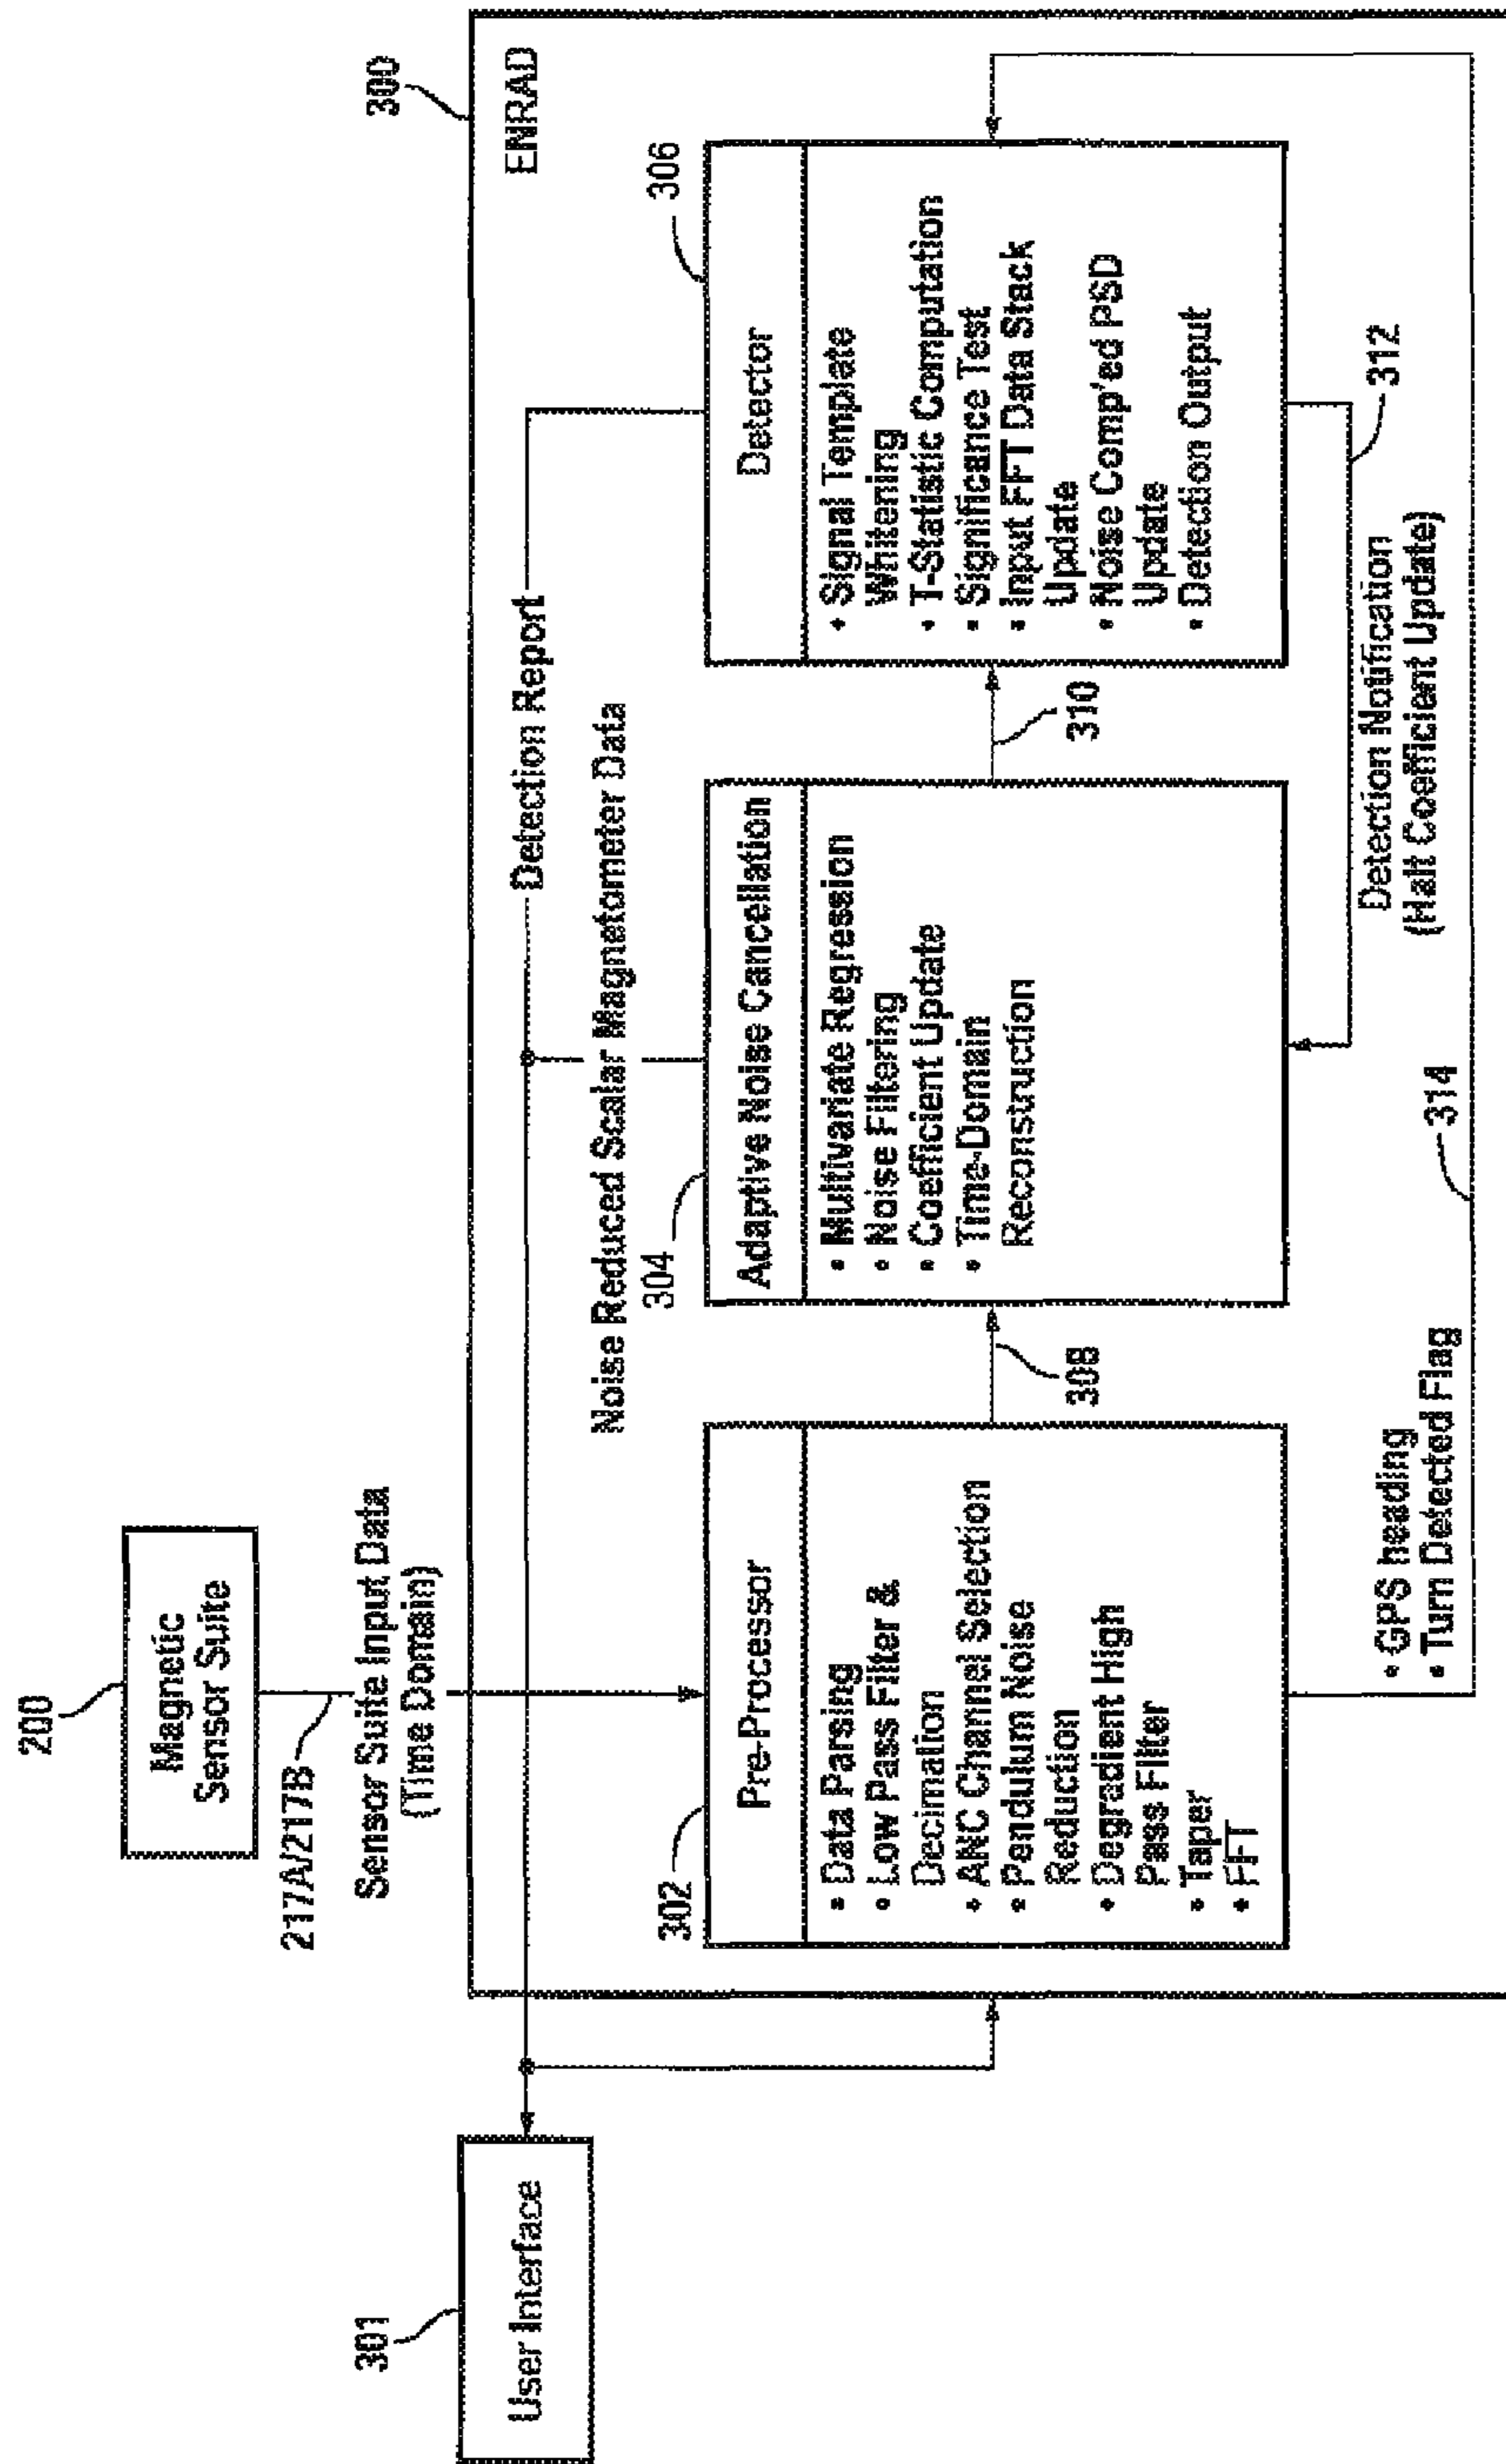 200
Magnetic
Sensor Suite
217A/217B
Sensor Suite Input Data
(Time Domain)
301
User Interface
300
ENRAD
Detection Report
Noise Reduced Scalar Magnetometer Data
302
Pre-Processor
• Data Parsing
• Low Pass Filter &
Decimation
• ANC Channel Selection
• Pendulum Noise
Reduction
• Degradient High
Pass Filter
• Taper
• FFT
308
304
Adaptive Noise Cancellation
• Multivariate Regression
• Noise Filtering
• Coefficient Update
• Time-Domain
Reconstruction
310
306
Detector
• Signal Template
Whitening
• T-Statistic Computation
• Significance Test
• Input FFT Data Stack
Update
• Noise Comp'ed PSD
Update
• Detection Output
312
Detection Notification
(Halt Coefficient Update)
• GPS heading
• Turn Detected Flag
314